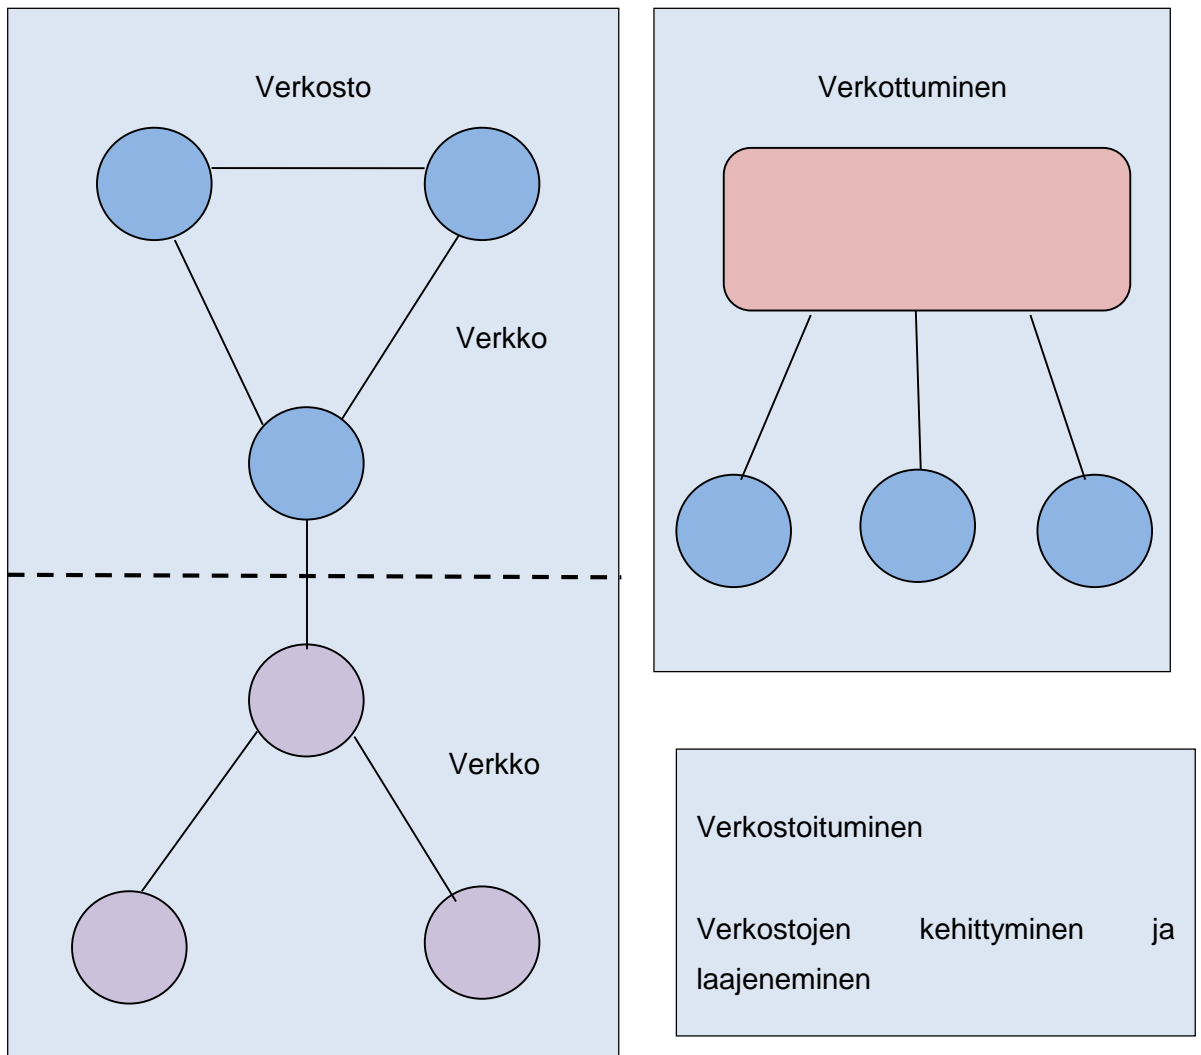 Verkosto
Verkko
Verkko
Verkottuminen
Verkostoituminen
Verkostojen kehittyminen ja
laajeneminen